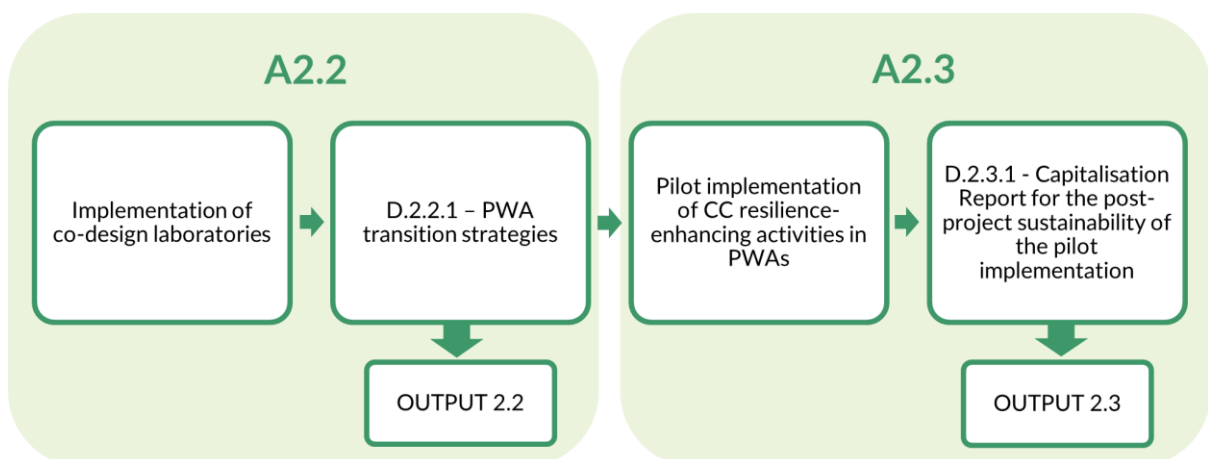 A2.2
Implementation of
co-design laboratories
D.2.2.1 – PWA
transition strategies
OUTPUT 2.2
A2.3
Pilot implementation
of CC resilience-
enhancing activities in
PWAs
D.2.3.1 - Capitalisation
Report for the post-
project sustainability of
the pilot
implementation
OUTPUT 2.3